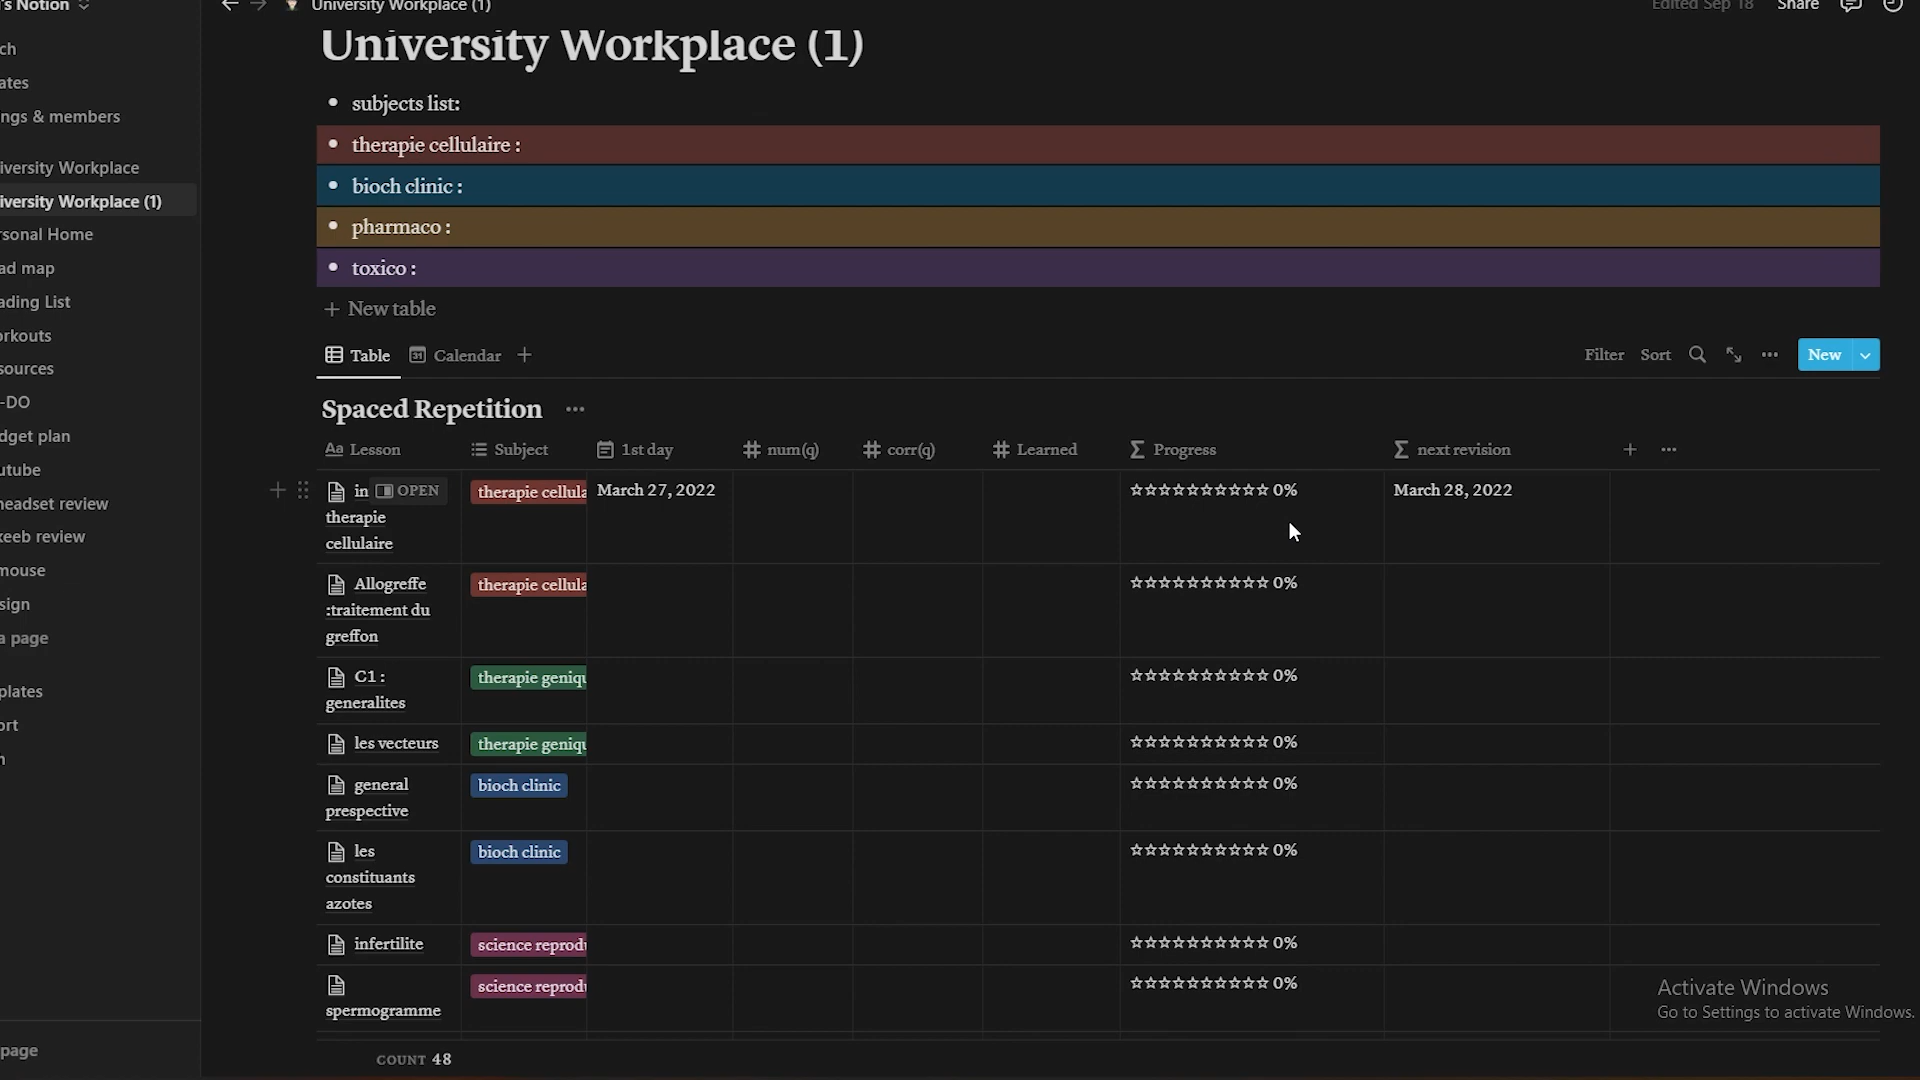 's Notion
University Workplace (1)
Edited Sep 18
Share
ch
ates
ngs & members
iversity Workplace
iversity Workplace (1)
rsonal Home
ad map
ading List
orkouts
sources
-DO
dget plan
utube
headset review
keeb review
mouse
sign
a page
plates
ort
n
page
University Workplace (1)
• subjects list:
• therapie cellulaire :
• bioch clinic :
• pharmaco :
• toxico :
+ New table
Table
31 Calendar +
Filter Sort
New
Spaced Repetition ...
Aa Lesson Subject 1st day # num(q) # corr(q) # Learned Σ Progress Σ next revision + ...
in OPEN
therapie
cellulaire
therapie cellula
March 27, 2022
☆☆☆☆☆☆☆☆☆☆ 0%
March 28, 2022
Allogreffe
:traitement du
greffon
therapie cellula
☆☆☆☆☆☆☆☆☆☆ 0%
C1 :
generalites
therapie geniqu
☆☆☆☆☆☆☆☆☆☆ 0%
les vecteurs
therapie geniqu
☆☆☆☆☆☆☆☆☆☆ 0%
general
prespective
bioch clinic
☆☆☆☆☆☆☆☆☆☆ 0%
les
constituants
azotes
bioch clinic
☆☆☆☆☆☆☆☆☆☆ 0%
infertilite
science reprodu
☆☆☆☆☆☆☆☆☆☆ 0%
spermogramme
science reprodu
☆☆☆☆☆☆☆☆☆☆ 0%
COUNT 48
Activate Windows
Go to Settings to activate Windows.